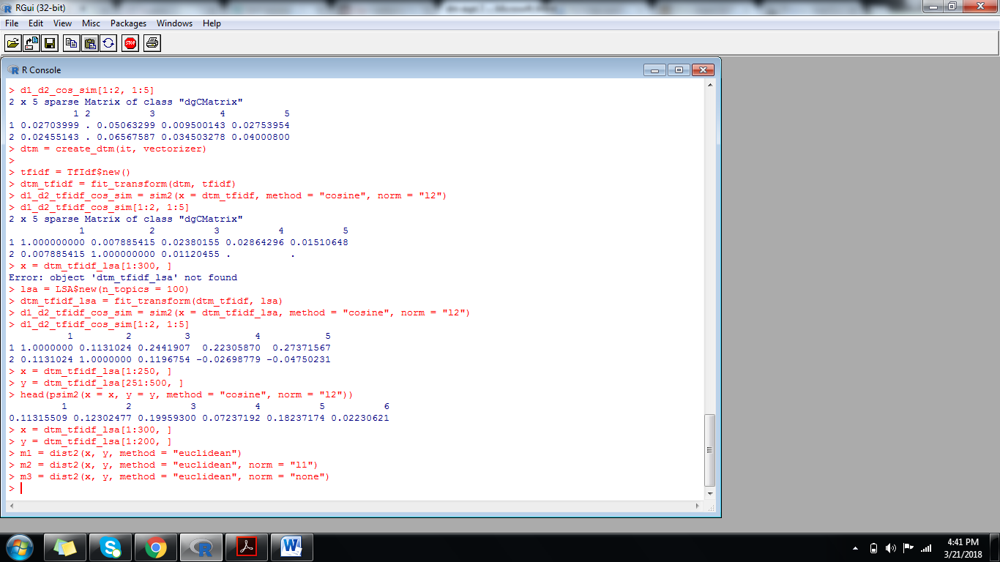 RGui (32-bit)
File Edit View Misc Packages Windows Help
STOP
R Console
> d1_d2_cos_sim[1:2, 1:5]
2 x 5 sparse Matrix of class "dgCMatrix"
           1 2          3           4          5
1 0.02703999 . 0.05063299 0.009500143 0.02753954
2 0.02455143 . 0.06567587 0.034503278 0.04000800
> dtm = create_dtm(it, vectorizer)
>
> tfidf = TfIdf$new()
> dtm_tfidf = fit_transform(dtm, tfidf)
> d1_d2_tfidf_cos_sim = sim2(x = dtm_tfidf, method = "cosine", norm = "l2")
> d1_d2_tfidf_cos_sim[1:2, 1:5]
2 x 5 sparse Matrix of class "dgCMatrix"
            1           2          3          4          5
1 1.000000000 0.007885415 0.02380155 0.02864296 0.01510648
2 0.007885415 1.000000000 0.01120455 .          .
> x = dtm_tfidf_lsa[1:300, ]
Error: object 'dtm_tfidf_lsa' not found
> lsa = LSA$new(n_topics = 100)
> dtm_tfidf_lsa = fit_transform(dtm_tfidf, lsa)
> d1_d2_tfidf_cos_sim = sim2(x = dtm_tfidf_lsa, method = "cosine", norm = "l2")
> d1_d2_tfidf_cos_sim[1:2, 1:5]
          1         2         3           4           5
1 1.0000000 0.1131024 0.2441907  0.22305870  0.27371567
2 0.1131024 1.0000000 0.1196754 -0.02698779 -0.04750231
> x = dtm_tfidf_lsa[1:250, ]
> y = dtm_tfidf_lsa[251:500, ]
> head(psim2(x = x, y = y, method = "cosine", norm = "l2"))
         1          2          3          4          5          6
0.11315509 0.12302477 0.19959300 0.07237192 0.18237174 0.02230621
> x = dtm_tfidf_lsa[1:300, ]
> y = dtm_tfidf_lsa[1:200, ]
> m1 = dist2(x, y, method = "euclidean")
> m2 = dist2(x, y, method = "euclidean", norm = "l1")
> m3 = dist2(x, y, method = "euclidean", norm = "none")
>
4:41 PM
3/21/2018